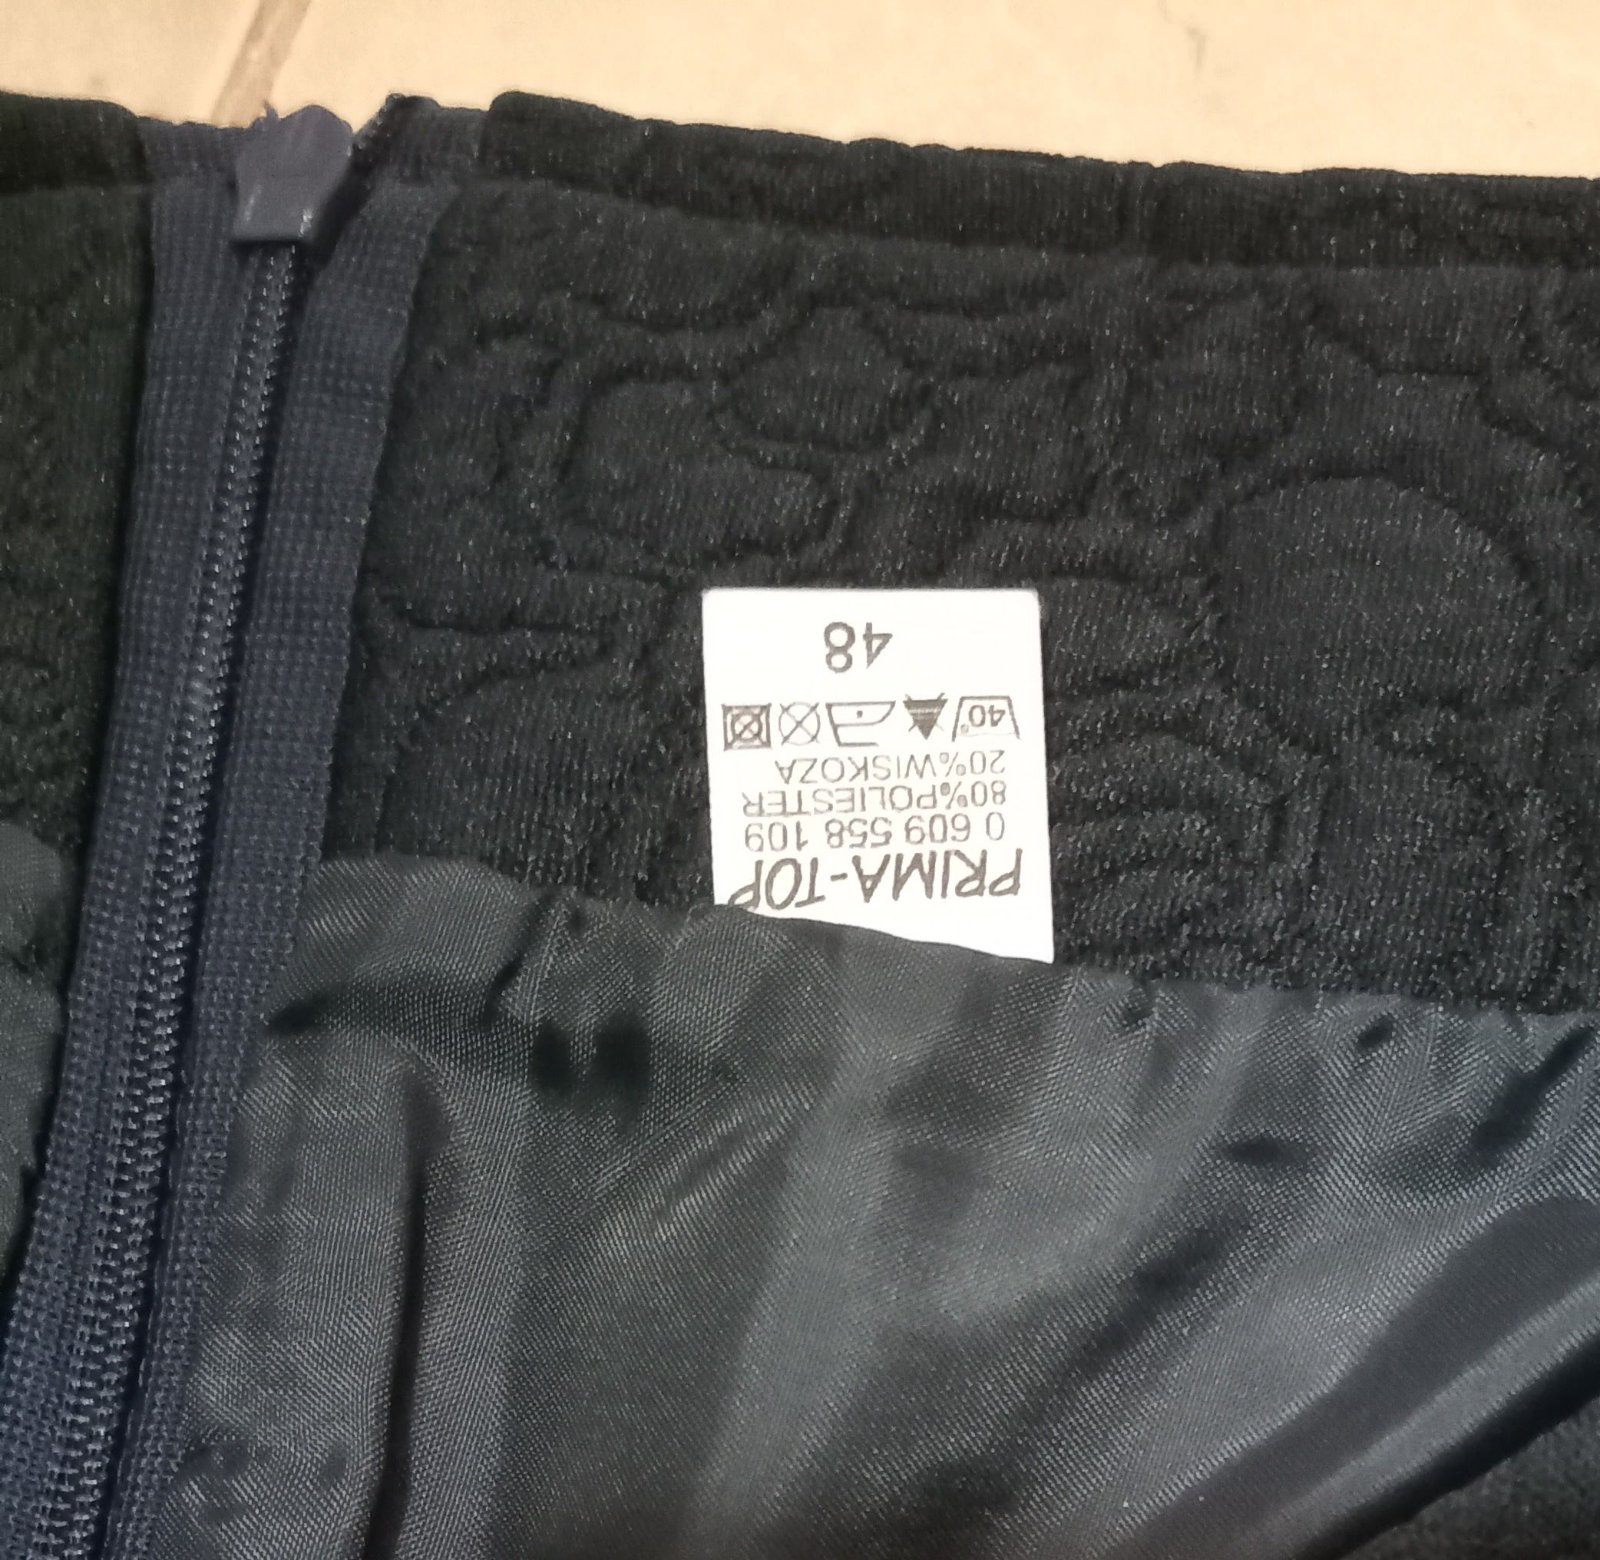 PRIMA-TOP
0 609 558 109
80%POLIESTER
20%WISKOZA
40°
48